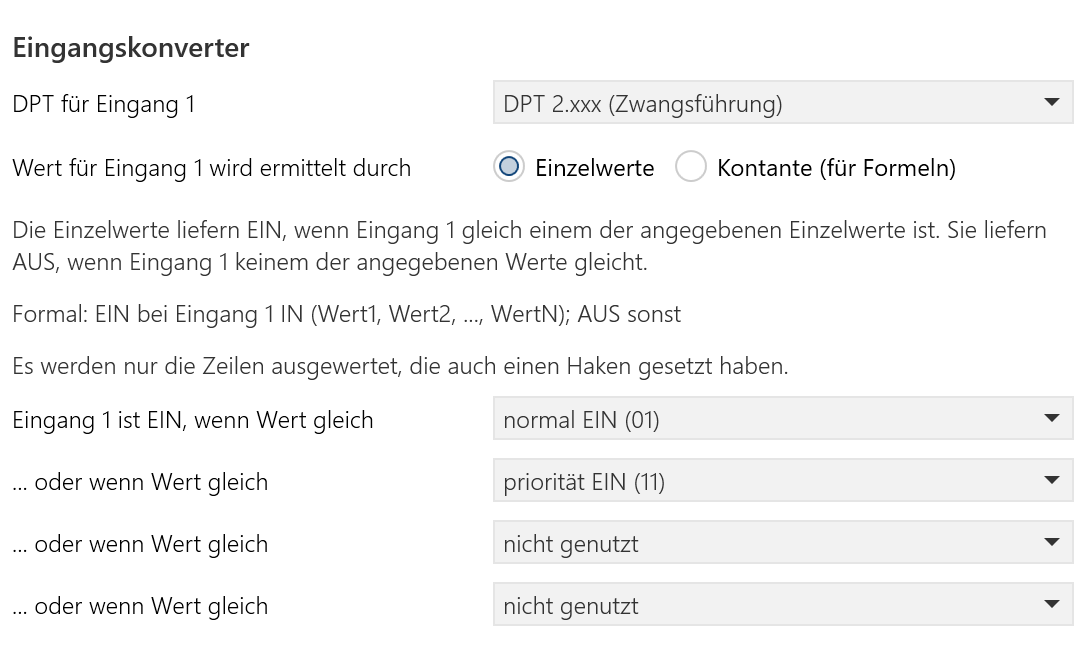 Eingangskonverter
DPT für Eingang 1
DPT 2.xxx (Zwangsführung)
Wert für Eingang 1 wird ermittelt durch
Einzelwerte
Kontante (für Formeln)
Die Einzelwerte liefern EIN, wenn Eingang 1 gleich einem der angegebenen Einzelwerte ist. Sie liefern
AUS, wenn Eingang 1 keinem der angegebenen Werte gleicht.
Formal: EIN bei Eingang 1 IN (Wert1, Wert2, ..., WertN); AUS sonst
Es werden nur die Zeilen ausgewertet, die auch einen Haken gesetzt haben.
Eingang 1 ist EIN, wenn Wert gleich
normal EIN (01)
... oder wenn Wert gleich
priorität EIN (11)
... oder wenn Wert gleich
nicht genutzt
... oder wenn Wert gleich
nicht genutzt